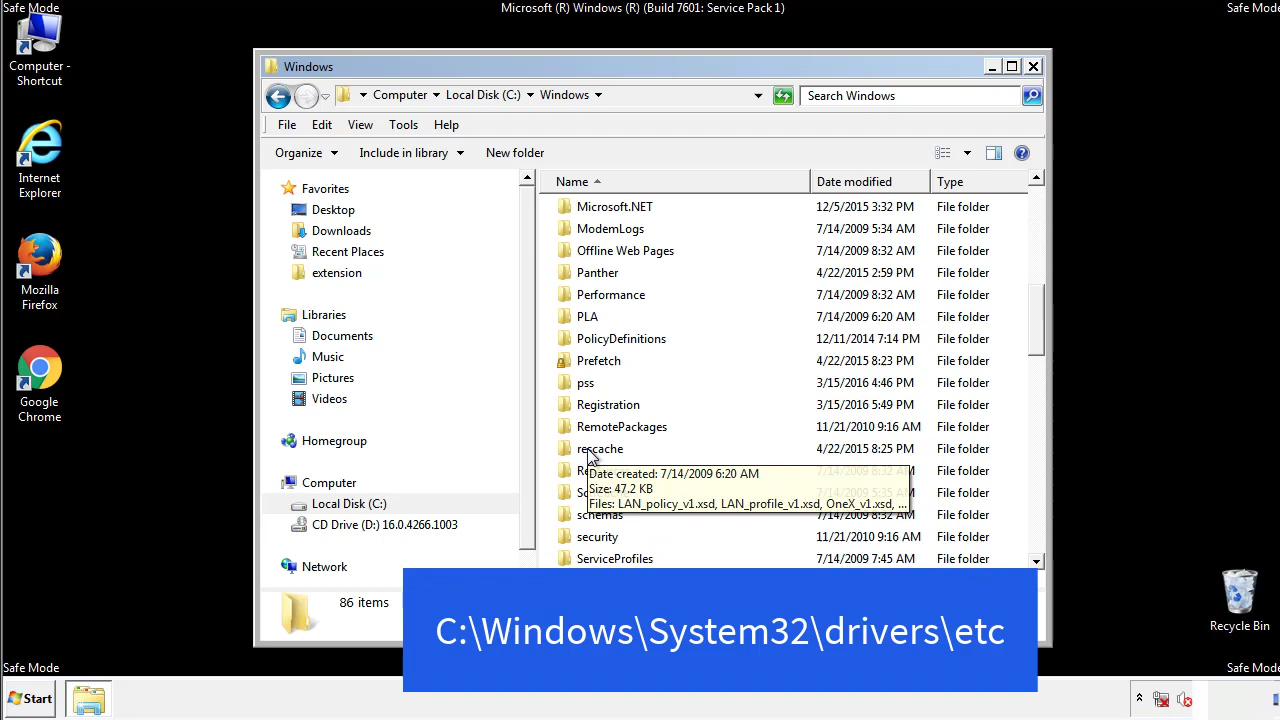 Safe Mode
Microsoft (R) Windows (R) (Build 7601: Service Pack 1)
Safe Mode
Computer -
Shortcut
Internet
Explorer
Mozilla
Firefox
Google
Chrome
Windows
Computer
Local Disk (C:)
Windows
Search Windows
File
Edit
View
Tools
Help
Organize
Include in library
New folder
Favorites
Desktop
Downloads
Recent Places
extension
Libraries
Documents
Music
Pictures
Videos
Homegroup
Computer
Local Disk (C:)
CD Drive (D:) 16.0.4266.1003
Network
Name Date modified Type
Microsoft.NET 12/5/2015 3:32 PM File folder
ModemLogs 7/14/2009 5:34 AM File folder
Offline Web Pages 7/14/2009 8:32 AM File folder
Panther 4/22/2015 2:59 PM File folder
Performance 7/14/2009 8:32 AM File folder
PLA 7/14/2009 6:20 AM File folder
PolicyDefinitions 12/11/2014 7:14 PM File folder
Prefetch 4/22/2015 8:23 PM File folder
pss 3/15/2016 4:46 PM File folder
Registration 3/15/2016 5:49 PM File folder
RemotePackages 11/21/2010 9:16 AM File folder
rescache 4/22/2015 8:25 PM File folder
7/14/2009 8:32 AM File folder
7/14/2009 5:35 AM File folder
schemas 7/14/2009 8:32 AM File folder
security 11/21/2010 9:16 AM File folder
ServiceProfiles 7/14/2009 7:45 AM File folder
Date created: 7/14/2009 6:20 AM
Size: 47.2 KB
Files: LAN_policy_v1.xsd, LAN_profile_v1.xsd, OneX_v1.xsd, ...
86 items
C:\Windows\System32\drivers\etc
Recycle Bin
Safe Mode
Safe Mode
Start